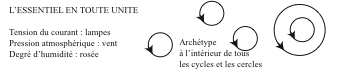 L'ESSENTIEL EN TOUTE UNITE
Tension du courant : lampes
Pression atmosphérique : vent
Degré d'humidité : rosée
Archétype
à l'intérieur de tous
les cycles et les cercles